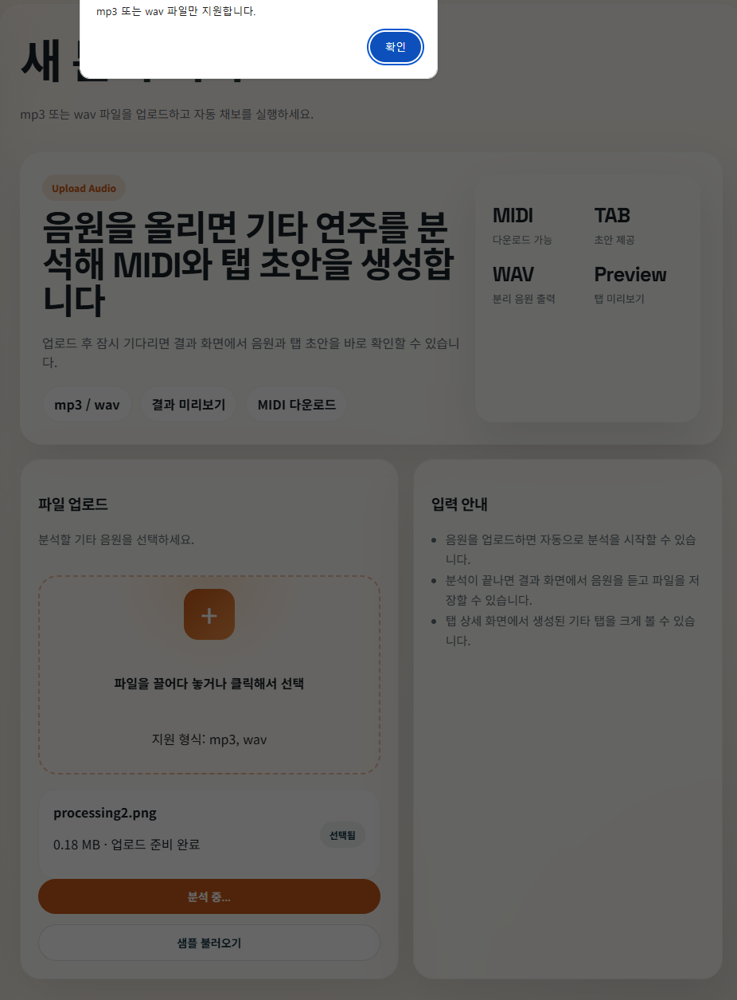 mp3 또는 wav 파일만 지원합니다.
확인
새
mp3 또는 wav 파일을 업로드하고 자동 채보를 실행하세요.
Upload Audio
음원을 올리면 기타 연주를 분
석해 MIDI와 탭 초안을 생성합
니다
업로드 후 잠시 기다리면 결과 화면에서 음원과 탭 초안을 바로 확인할 수 있습니
다.
mp3 / wav
결과 미리보기
MIDI 다운로드
MIDI
다운로드 가능
TAB
초안 제공
WAV
분리 음원 출력
Preview
탭 미리보기
파일 업로드
분석할 기타 음원을 선택하세요.
파일을 끌어다 놓거나 클릭해서 선택
지원 형식: mp3, wav
processing2.png
0.18 MB · 업로드 준비 완료
선택됨
분석 중...
샘플 불러오기
입력 안내
음원을 업로드하면 자동으로 분석을 시작할 수 있습
니다.
분석이 끝나면 결과 화면에서 음원을 듣고 파일을 저
장할 수 있습니다.
탭 상세 화면에서 생성된 기타 탭을 크게 볼 수 있습
니다.